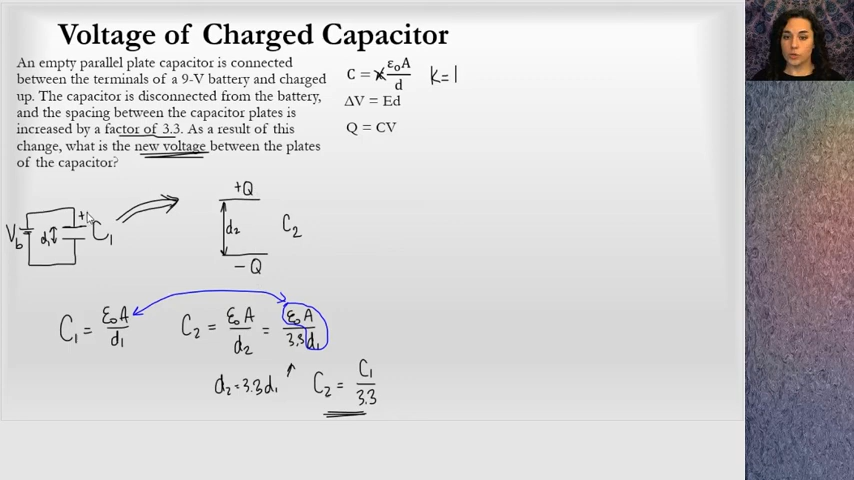 Voltage of Charged Capacitor
An empty parallel plate capacitor is connected
between the terminals of a 9-V battery and charged
up. The capacitor is disconnected from the battery,
and the spacing between the capacitor plates is
increased by a factor of 3.3. As a result of this
change, what is the new voltage between the plates
of the capacitor?
C = κ ε₀A / d
K=1
ΔV = Ed
Q = CV
V_b
d₁
+
C₁
+Q
d₂
C₂
-Q
C₁ = ε₀A / d₁
C₂ = ε₀A / d₂ = ε₀A / 3.3 d₁
d₂=3.3d₁
C₂ = C₁ / 3.3